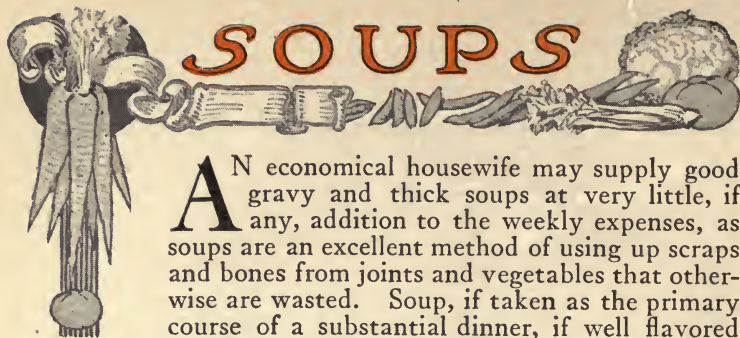 SOUPS
AN economical housewife may supply good
gravy and thick soups at very little, if
any, addition to the weekly expenses, as
soups are an excellent method of using up scraps
and bones from joints and vegetables that other-
wise are wasted. Soup, if taken as the primary
course of a substantial dinner, if well flavored